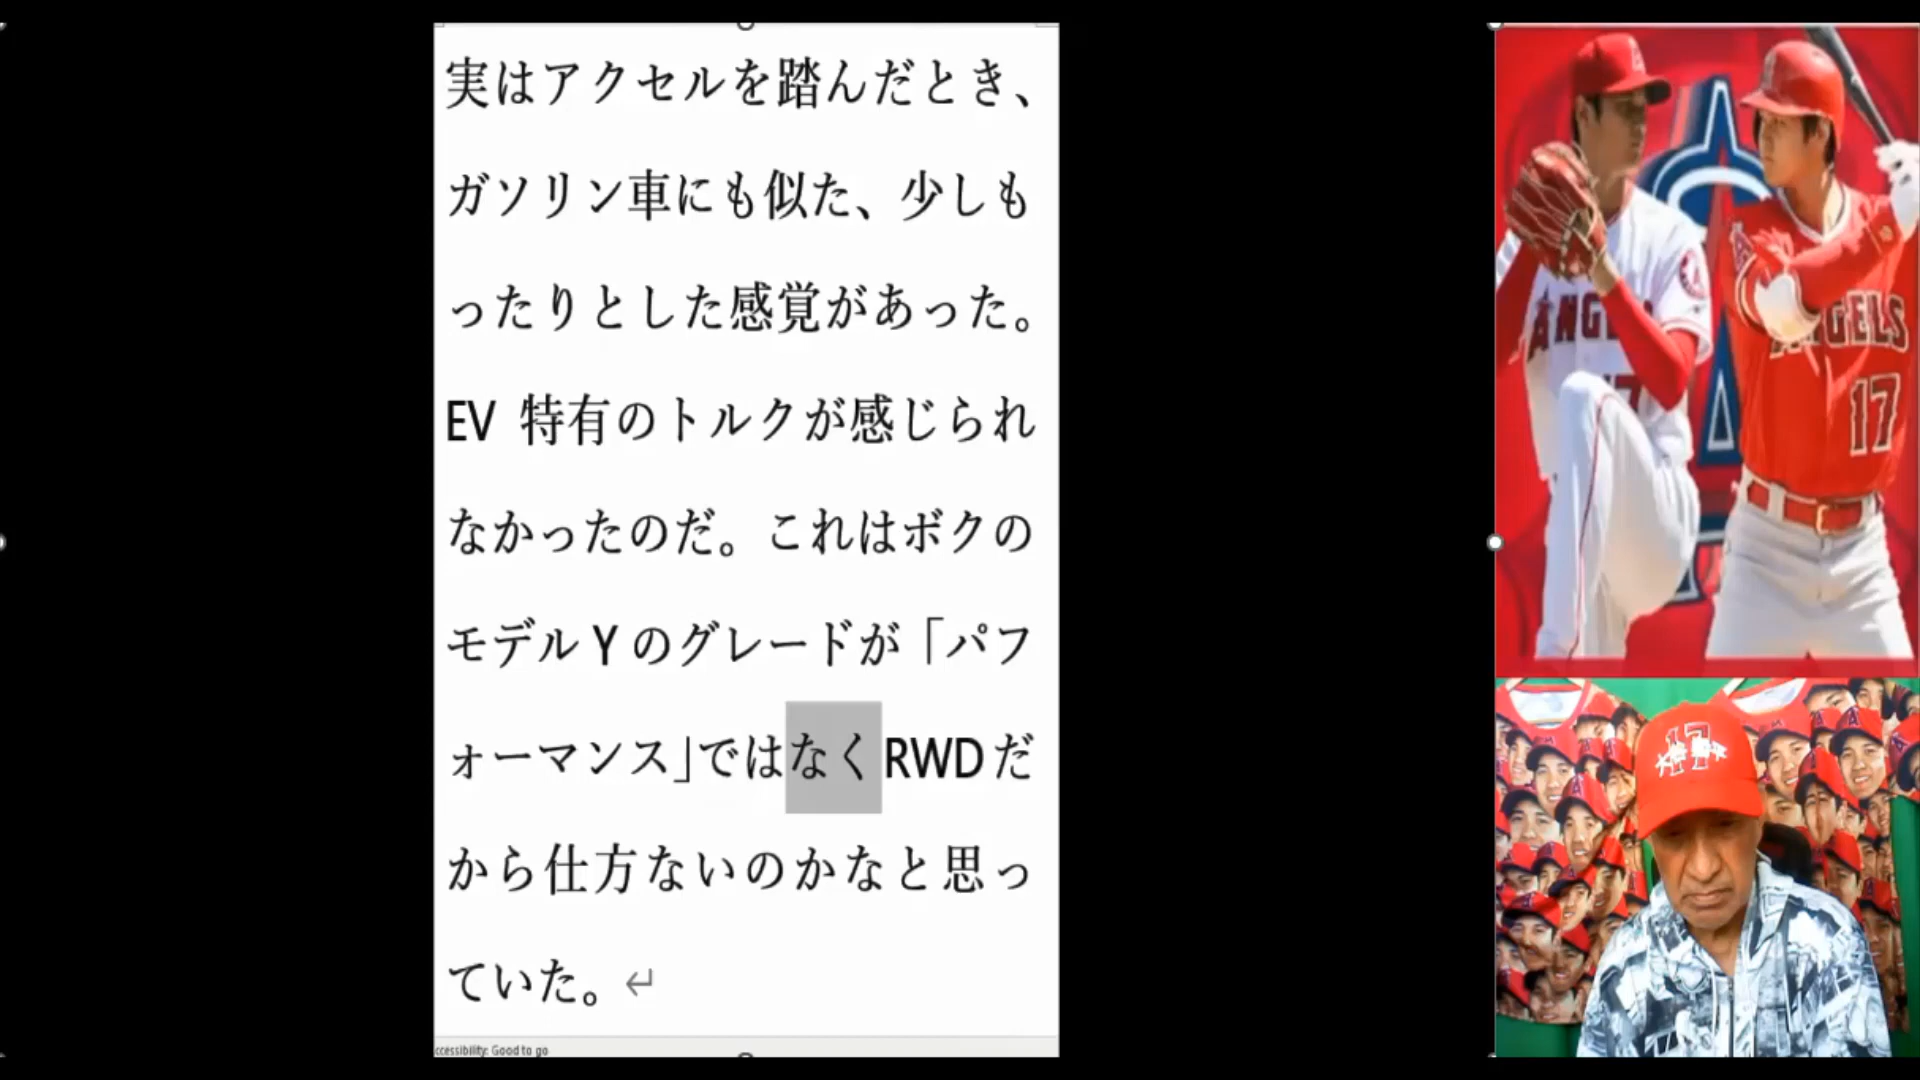 実はアクセルを踏んだとき、
ガソリン車にも似た、少しも
ったりとした感覚があった。
EV 特有のトルクが感じられ
なかったのだ。これはボクの
モデル Y のグレードが「パフ
ォーマンス」ではなく RWD だ
から仕方ないのかなと思っ
ていた。↵
ccessibility: Good to go
ANGELS
17
17